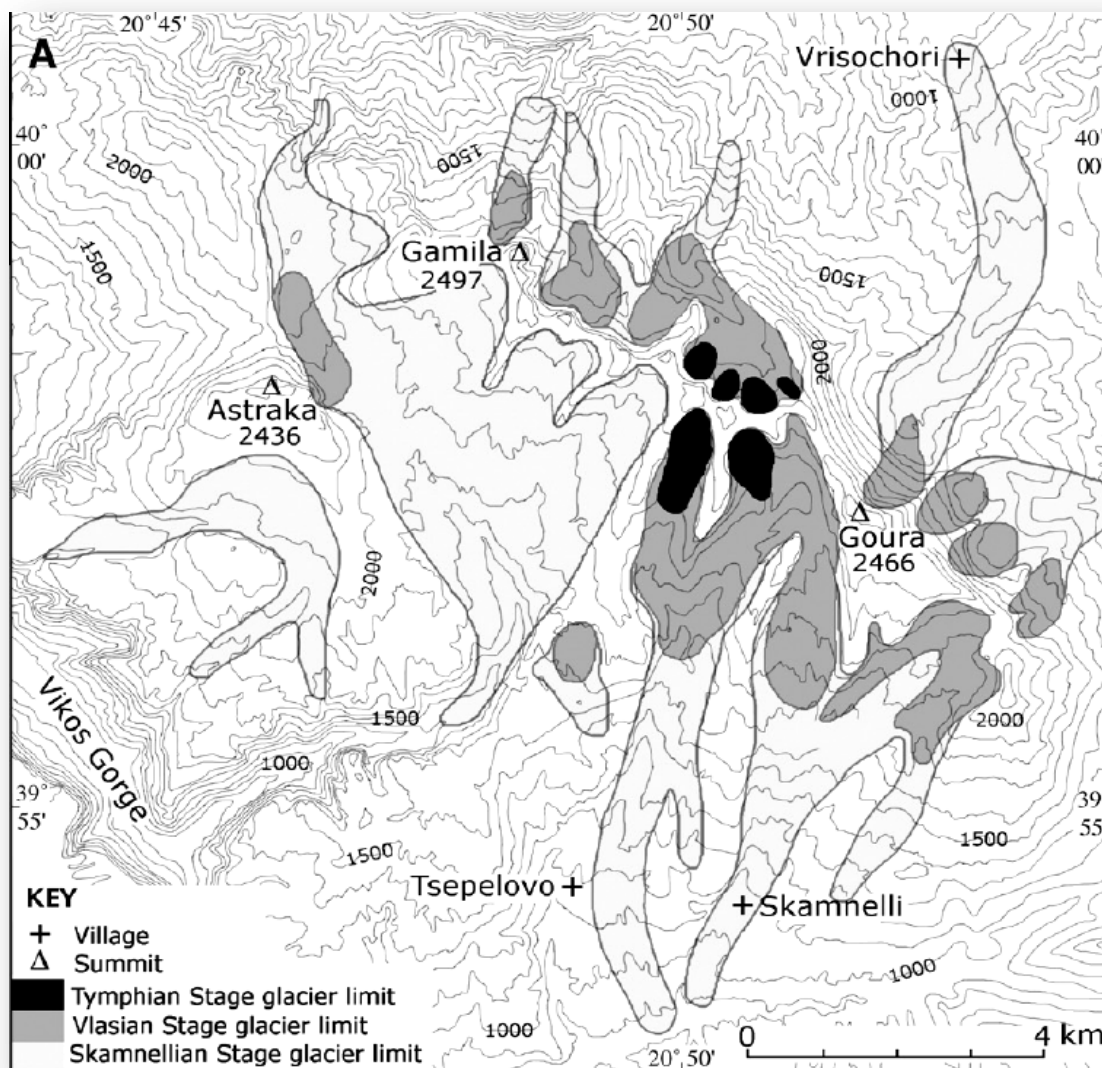 A
20°45'
20°50'
Vrisochori +
1000
40°
00'
40°
00'
1500
2000
Gamila Δ
2497
1500
1500
2000
Δ
Astraka
2436
Δ
Goura
2466
2000
Vikos Gorge
1500
2000
1000
39°
55'
39
55'
1500
1500
Tsepelovo +
+ Skamnelli
1000
KEY
+ Village
Δ Summit
Tymphian Stage glacier limit
Vlasian Stage glacier limit
Skamnellian Stage glacier limit
1000
20° 50'
0 4 km